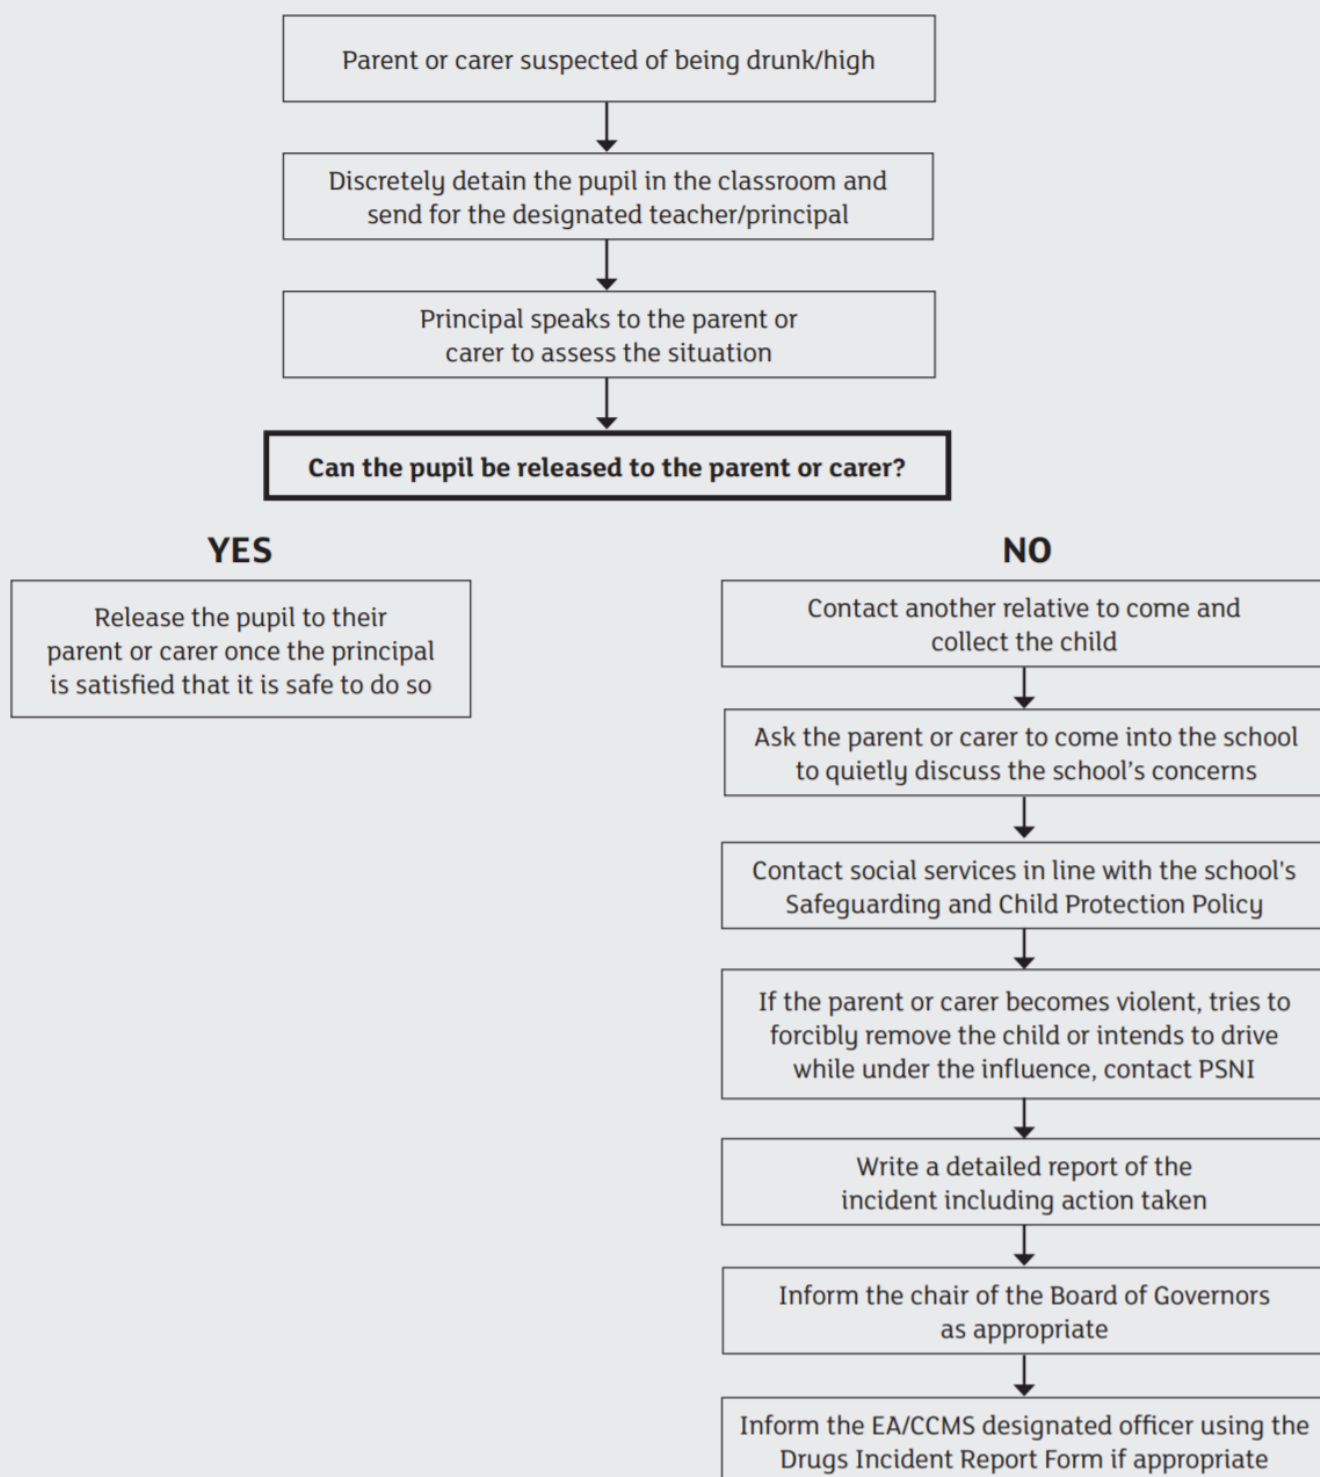 Parent or carer suspected of being drunk/high
Discretely detain the pupil in the classroom and
send for the designated teacher/principal
Principal speaks to the parent or
carer to assess the situation
Can the pupil be released to the parent or carer?
YES
Release the pupil to their
parent or carer once the principal
is satisfied that it is safe to do so
NO
Contact another relative to come and
collect the child
Ask the parent or carer to come into the school
to quietly discuss the school's concerns
Contact social services in line with the school's
Safeguarding and Child Protection Policy
If the parent or carer becomes violent, tries to
forcibly remove the child or intends to drive
while under the influence, contact PSNI
Write a detailed report of the
incident including action taken
Inform the chair of the Board of Governors
as appropriate
Inform the EA/CCMS designated officer using the
Drugs Incident Report Form if appropriate